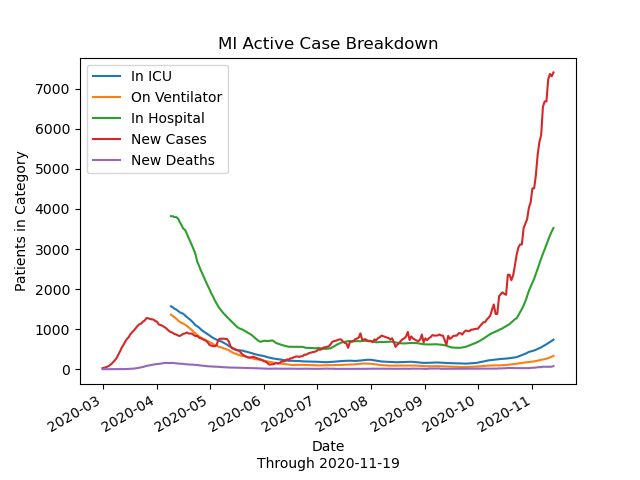 MI Active Case Breakdown
In ICU
On Ventilator
In Hospital
New Cases
New Deaths
Patients in Category
7000
6000
5000
4000
3000
2000
1000
0
2020-03
2020-04
2020-05
2020-06
2020-07
2020-08
2020-09
2020-10
2020-11
Date
Through 2020-11-19